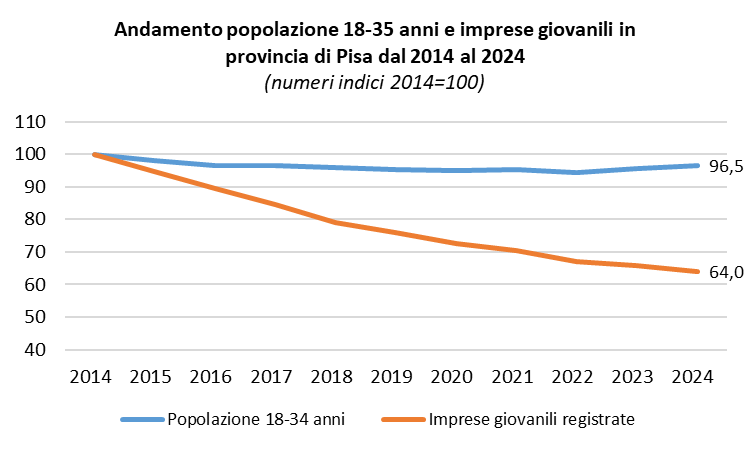 Andamento popolazione 18-35 anni e imprese giovanili in
provincia di Pisa dal 2014 al 2024
(numeri indici 2014=100)
110
100
90
80
70
60
50
40
96,5
64,0
2014 2015 2016 2017 2018 2019 2020 2021 2022 2023 2024
Popolazione 18-34 anni Imprese giovanili registrate